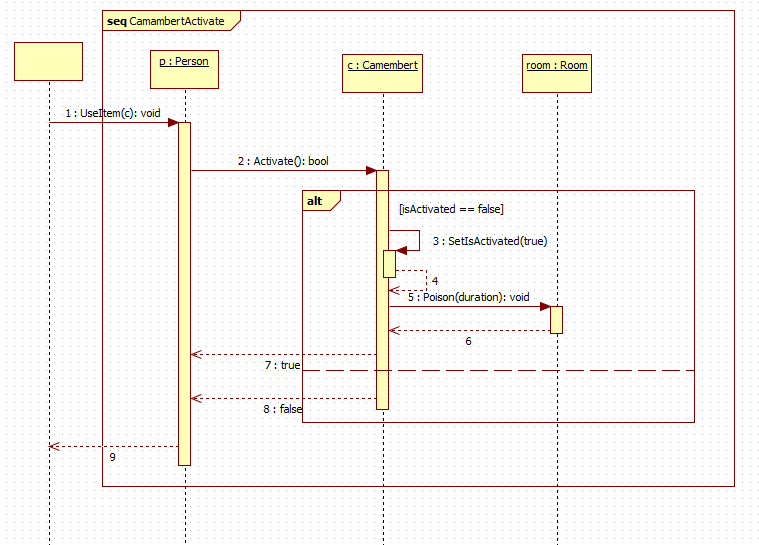 seq CamambertActivate
p : Person
c : Camembert
room : Room
1 : UseItem(c): void
2 : Activate(): bool
alt
[isActivated == false]
3 : SetIsActivated(true)
4
5 : Poison(duration): void
6
7 : true
8 : false
9